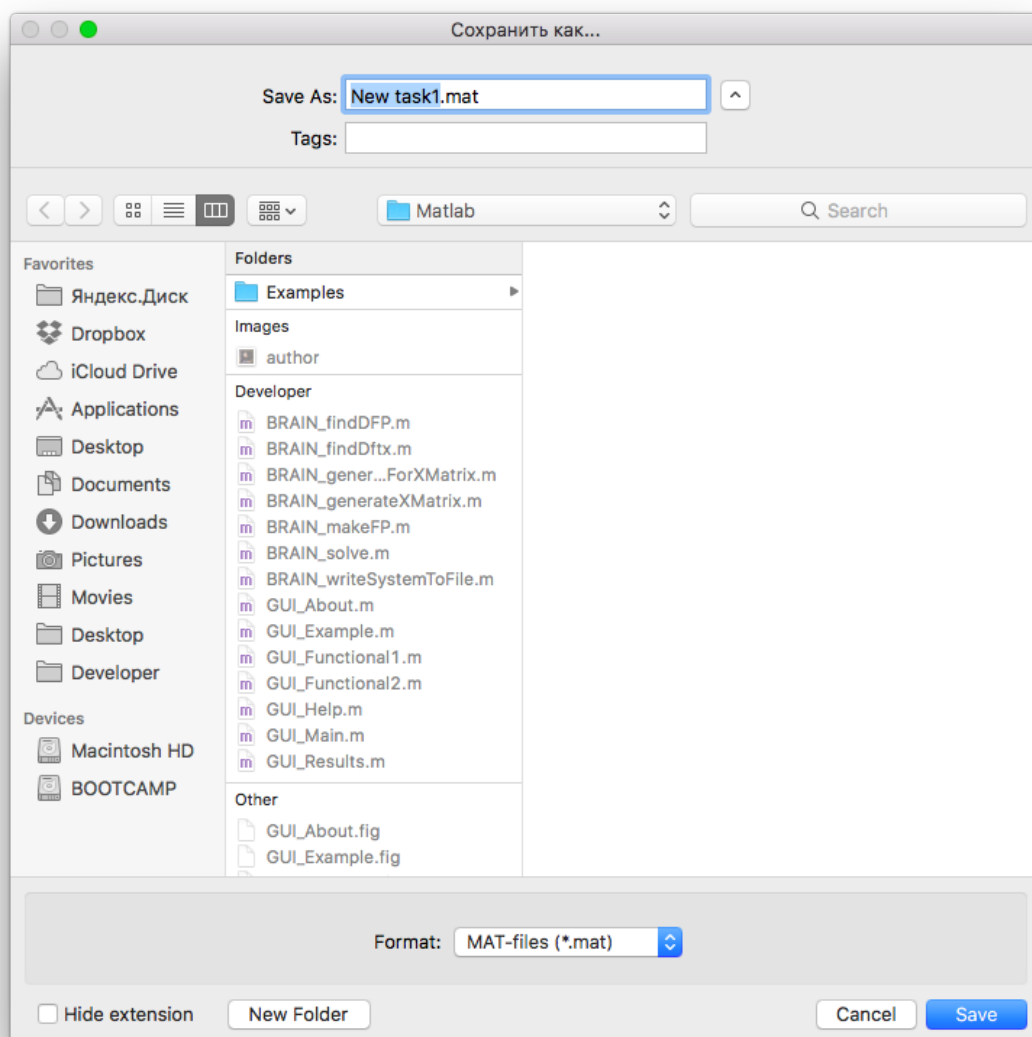 Сохранить как...
Save As: New task1.mat
Tags:
Matlab
Search
Favorites
Яндекс.Диск
Dropbox
iCloud Drive
Applications
Desktop
Documents
Downloads
Pictures
Movies
Desktop
Developer
Devices
Macintosh HD
BOOTCAMP
Folders
Examples
Images
author
Developer
BRAIN_findDFP.m
BRAIN_findDftx.m
BRAIN_gener...ForXMatrix.m
BRAIN_generateXMatrix.m
BRAIN_makeFP.m
BRAIN_solve.m
BRAIN_writeSystemToFile.m
GUI_About.m
GUI_Example.m
GUI_Functional1.m
GUI_Functional2.m
GUI_Help.m
GUI_Main.m
GUI_Results.m
Other
GUI_About.fig
GUI_Example.fig
Format: MAT-files (*.mat)
Hide extension New Folder Cancel Save